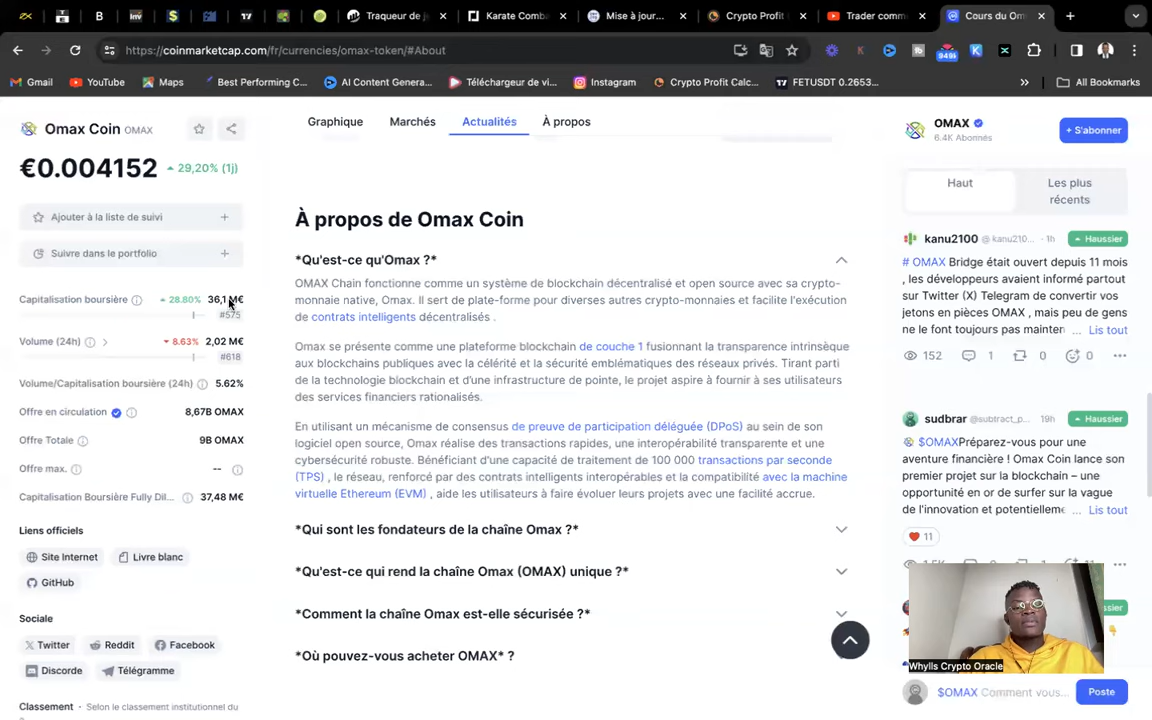 Traqueur de j
Karate Comba
Mise à jour...
Crypto Profit
Trader comm
Cours du Om
https://coinmarketcap.com/fr/currencies/omax-token/#About
949$
Gmail
YouTube
Maps
Best Performing C...
AI Content Genera...
Téléchargeur de vi...
Instagram
Crypto Profit Calc...
FETUSDT 0.2653...
»
All Bookmarks
Omax Coin OMAX
€0.004152
29,20% (1j)
Ajouter à la liste de suivi +
Suivre dans le portfolio +
Capitalisation boursière 28.80% 36,1 M€
#575
Volume (24h) 8.63% 2,02 M€
#618
Volume/Capitalisation boursière (24h) 5.62%
Offre en circulation 8,67B OMAX
Offre Totale 9B OMAX
Offre max. --
Capitalisation Boursière Fully Dil... 37,48 M€
Liens officiels
Site Internet
Livre blanc
GitHub
Sociale
Twitter
Reddit
Facebook
Discorde
Télégramme
Classement · Selon le classement institutionnel du
Graphique
Marchés
Actualités
À propos
À propos de Omax Coin
*Qu'est-ce qu'Omax ?*
OMAX Chain fonctionne comme un système de blockchain décentralisé et open source avec sa crypto-
monnaie native, Omax. Il sert de plate-forme pour diverses autres crypto-monnaies et facilite l'exécution
de contrats intelligents décentralisés .
Omax se présente comme une plateforme blockchain de couche 1 fusionnant la transparence intrinsèque
aux blockchains publiques avec la célérité et la sécurité emblématiques des réseaux privés. Tirant parti
de la technologie blockchain et d'une infrastructure de pointe, le projet aspire à fournir à ses utilisateurs
des services financiers rationalisés.
En utilisant un mécanisme de consensus de preuve de participation déléguée (DPoS) au sein de son
logiciel open source, Omax réalise des transactions rapides, une interopérabilité transparente et une
cybersécurité robuste. Bénéficiant d'une capacité de traitement de 100 000 transactions par seconde
(TPS) , le réseau, renforcé par des contrats intelligents interopérables et la compatibilité avec la machine
virtuelle Ethereum (EVM) , aide les utilisateurs à faire évoluer leurs projets avec une facilité accrue.
*Qui sont les fondateurs de la chaîne Omax ?*
*Qu'est-ce qui rend la chaîne Omax (OMAX) unique ?*
*Comment la chaîne Omax est-elle sécurisée ?*
*Où pouvez-vous acheter OMAX* ?
OMAX
6.4K Abonnés
+ S'abonner
Haut
Les plus
récents
kanu2100 @kanu210... · 1h Haussier
# OMAX Bridge était ouvert depuis 11 mois
, les développeurs avaient informé partout
sur Twitter (X) Telegram de convertir vos
jetons en pièces OMAX , mais peu de gens
ne le font toujours pas mainten ... Lis tout
152 1 0 0
sudbrar @subtract_p... 19h Haussier
$OMAXPréparez-vous pour une
aventure financière ! Omax Coin lance son
premier projet sur la blockchain – une
opportunité en or de surfer sur la vague
de l'innovation et potentielleme ... Lis tout
11
ssier
Whylls Crypto Oracle
$OMAX Comment vous...
Poste